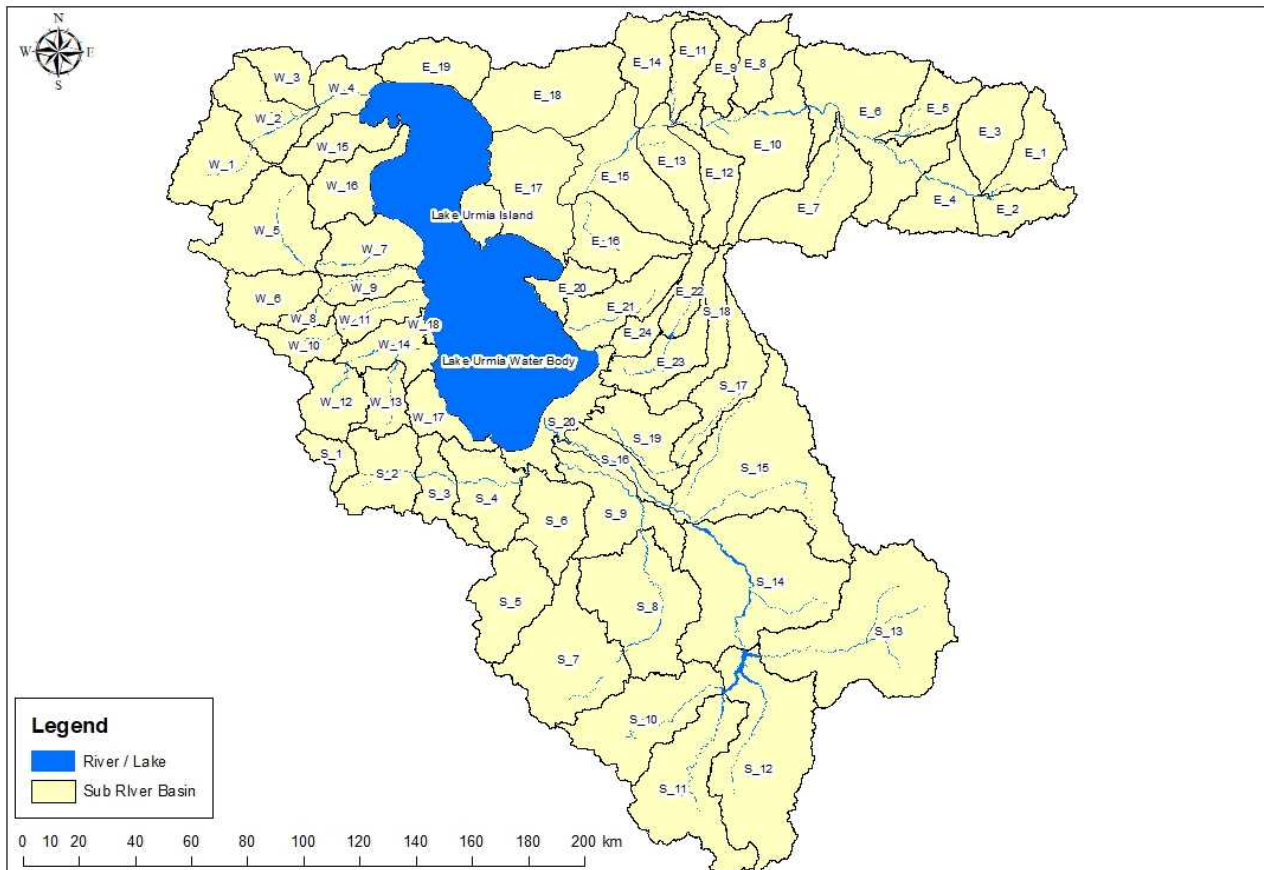 N
W E
S
E_19
E_14
E_11
E_9
E_8
W_3
W_4
E_18
W_2
E_6
E_5
E_3
E_1
W_15
E_13
E_10
E_12
W_1
W_16
E_17
E_15
E_7
E_4
E_2
Lake Urmia Island
W_5
W_7
E_16
W_9
E_20
E_22
W_6
E_21
S_18
W_8
W_11
W_18
E_24
W_10
W_14
Lake Urmia Water Body
E_23
S_17
W_12
W_13
W_17
S_20
S_19
S_1
S_16
S_15
S_2
S_3
S_4
S_9
S_6
S_14
S_5
S_8
S_13
S_7
S_10
S_12
S_11
Legend
River / Lake
Sub RIver Basin
0 10 20 40 60 80 100 120 140 160 180 200 km